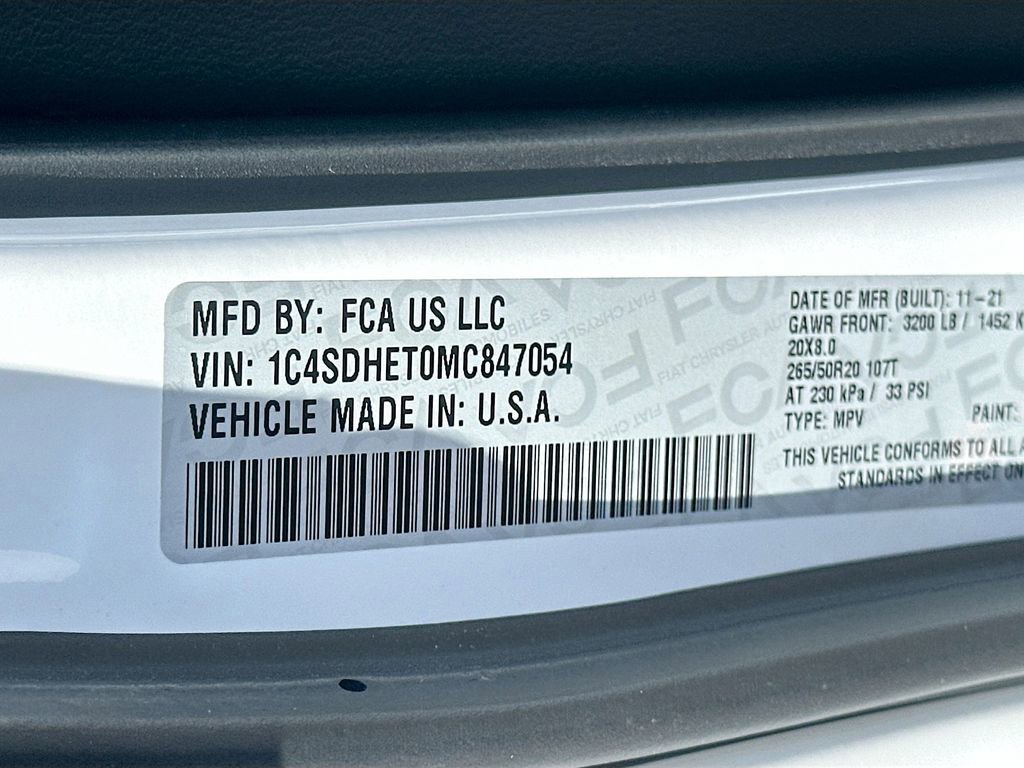 MFD BY: FCA US LLC
VIN: 1C4SDHET0MC847054
VEHICLE MADE IN: U.S.A.
DATE OF MFR (BUILT): 11-21
GAWR FRONT: 3200 LB / 1452 K
20X8.0
265/50R20 107T
AT 230 kPa / 33 PSI
TYPE: MPV PAINT:
THIS VEHICLE CONFORMS TO ALL A
STANDARDS IN EFFECT ON